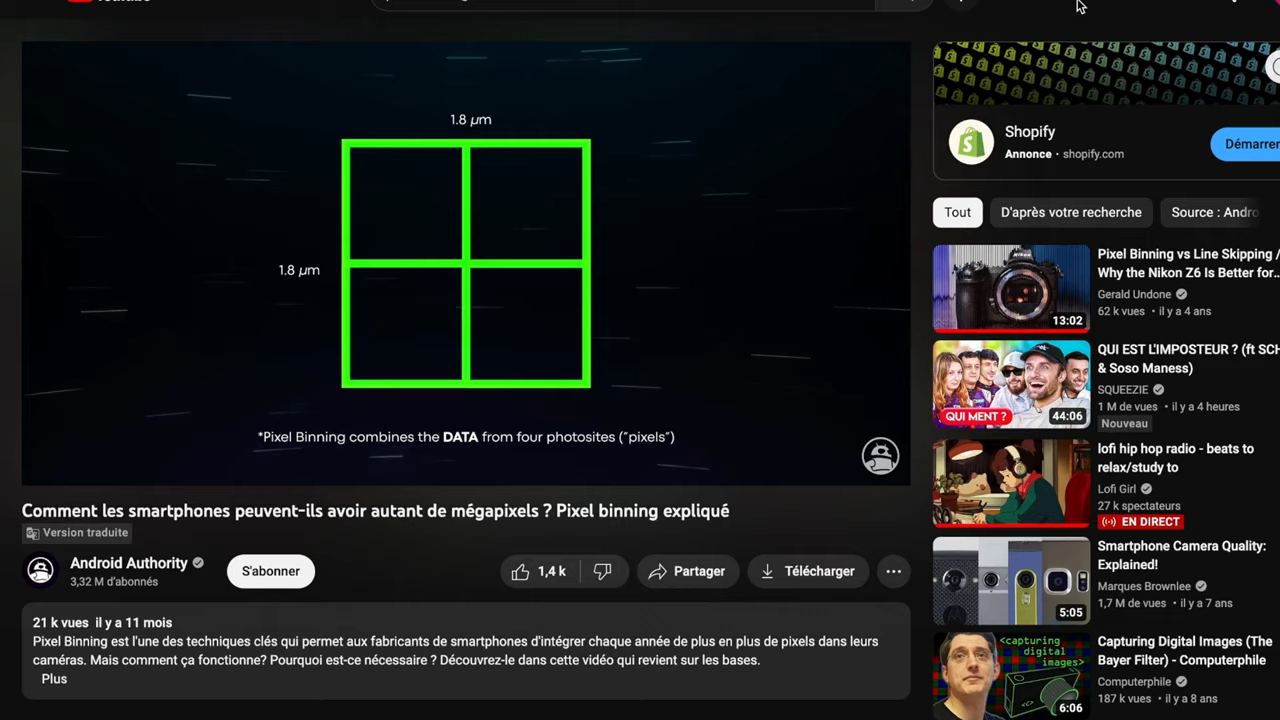 1.8 µm
1.8 µm
*Pixel Binning combines the DATA from four photosites ("pixels")
Comment les smartphones peuvent-ils avoir autant de mégapixels ? Pixel binning expliqué
Version traduite
Android Authority
3,32 M d'abonnés
S'abonner
1,4 k
Partager
Télécharger
21 k vues il y a 11 mois
Pixel Binning est l'une des techniques clés qui permet aux fabricants de smartphones d'intégrer chaque année de plus en plus de pixels dans leurs
caméras. Mais comment ça fonctionne? Pourquoi est-ce nécessaire ? Découvrez-le dans cette vidéo qui revient sur les bases.
Plus
Shopify
Annonce · shopify.com
Démarrer
Tout
D'après votre recherche
Source : Andro
Pixel Binning vs Line Skipping /
Why the Nikon Z6 Is Better for...
Gerald Undone
62 k vues · il y a 4 ans
13:02
QUI EST L'IMPOSTEUR ? (ft SCH
& Soso Maness)
SQUEEZIE
1 M de vues · il y a 4 heures
Nouveau
QUI MENT ?
44:06
lofi hip hop radio - beats to
relax/study to
Lofi Girl
27 k spectateurs
EN DIRECT
Smartphone Camera Quality:
Explained!
Marques Brownlee
1,7 M de vues · il y a 7 ans
5:05
Capturing Digital Images (The
Bayer Filter) - Computerphile
Computerphile
187 k vues · il y a 8 ans
<capturing
digital
images>
6:06